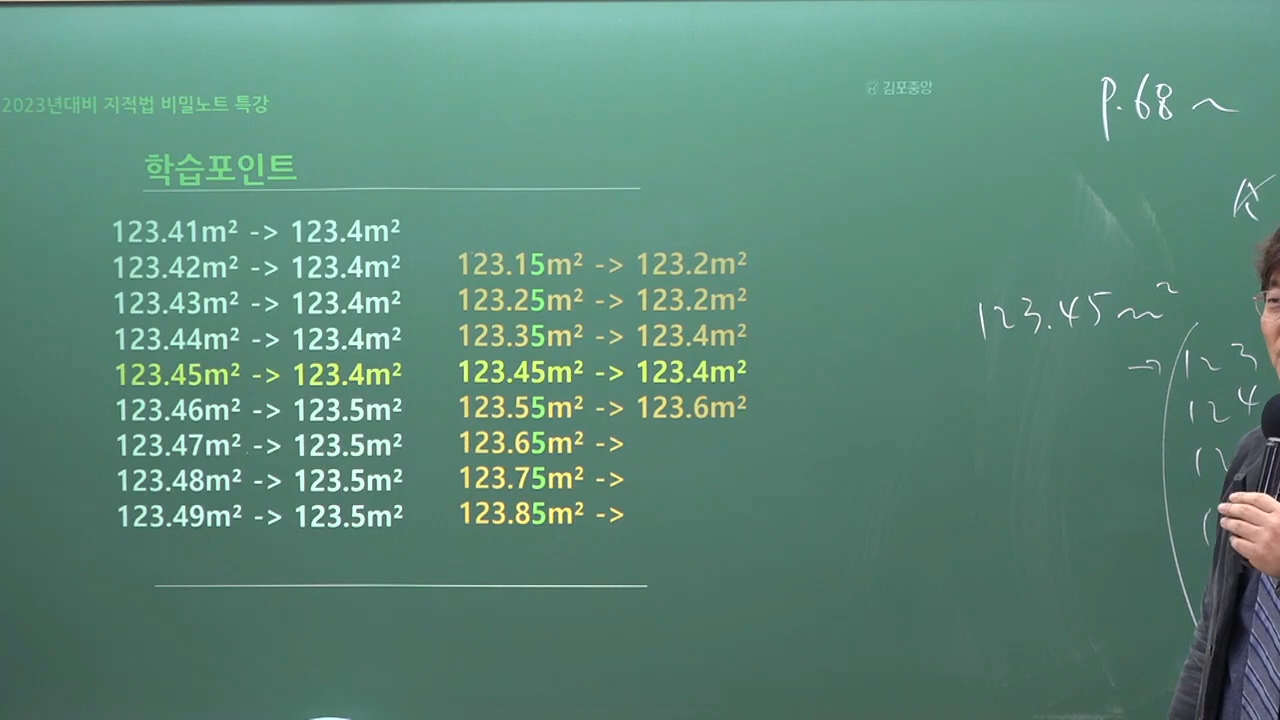 2023년대비 지적법 비밀노트 특강
김포중앙
학습포인트
123.41m² -> 123.4m²
123.42m² -> 123.4m²
123.43m² -> 123.4m²
123.44m² -> 123.4m²
123.45m² -> 123.4m²
123.46m² -> 123.5m²
123.47m² -> 123.5m²
123.48m² -> 123.5m²
123.49m² -> 123.5m²
123.15m² -> 123.2m²
123.25m² -> 123.2m²
123.35m² -> 123.4m²
123.45m² -> 123.4m²
123.55m² -> 123.6m²
123.65m² ->
123.75m² ->
123.85m² ->
p.68 ~
123.45m²
→ 123
124